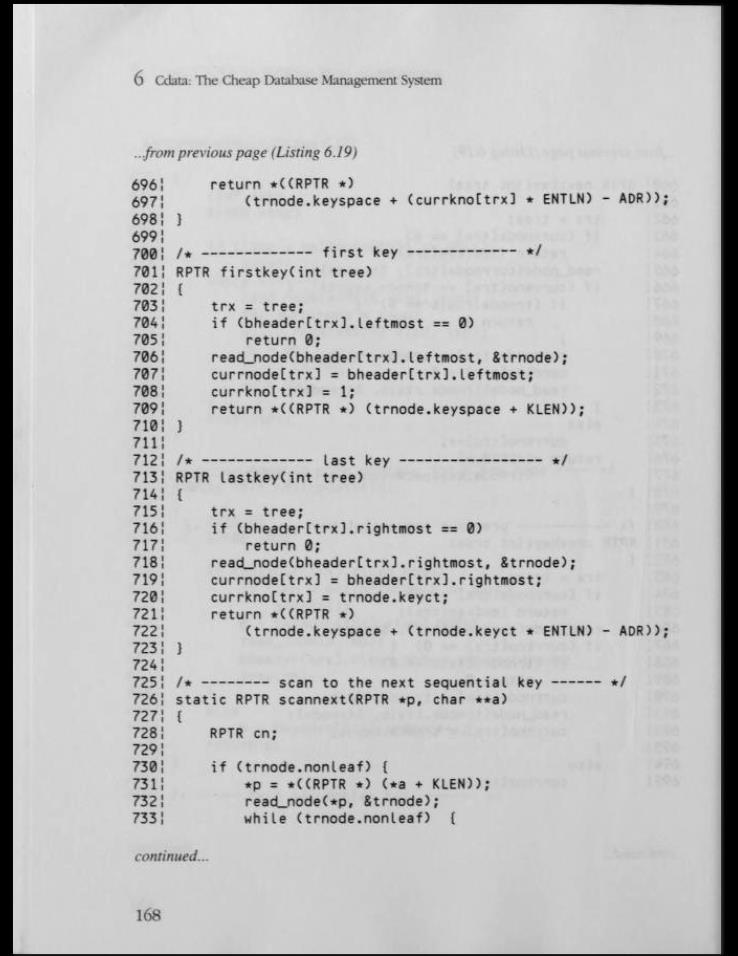 6 Cdata: The Cheap Database Management System
...from previous page (Listing 6.19)
696¦     return *((RPTR *)
697¦         (trnode.keyspace + (currkno[trx] * ENTLN) - ADR));
698¦ }
699¦
700¦ /* ------------- first key ------------- */
701¦ RPTR firstkey(int tree)
702¦ {
703¦     trx = tree;
704¦     if (bheader[trx].leftmost == 0)
705¦         return 0;
706¦     read_node(bheader[trx].leftmost, &trnode);
707¦     currnode[trx] = bheader[trx].leftmost;
708¦     currkno[trx] = 1;
709¦     return *((RPTR *) (trnode.keyspace + KLEN));
710¦ }
711¦
712¦ /* ------------- last key ----------------- */
713¦ RPTR lastkey(int tree)
714¦ {
715¦     trx = tree;
716¦     if (bheader[trx].rightmost == 0)
717¦         return 0;
718¦     read_node(bheader[trx].rightmost, &trnode);
719¦     currnode[trx] = bheader[trx].rightmost;
720¦     currkno[trx] = trnode.keyct;
721¦     return *((RPTR *)
722¦         (trnode.keyspace + (trnode.keyct * ENTLN) - ADR));
723¦ }
724¦
725¦ /* -------- scan to the next sequential key ------ */
726¦ static RPTR scannext(RPTR *p, char **a)
727¦ {
728¦     RPTR cn;
729¦
730¦     if (trnode.nonleaf) {
731¦         *p = *((RPTR *) (*a + KLEN));
732¦         read_node(*p, &trnode);
733¦         while (trnode.nonleaf)  {
continued...
168